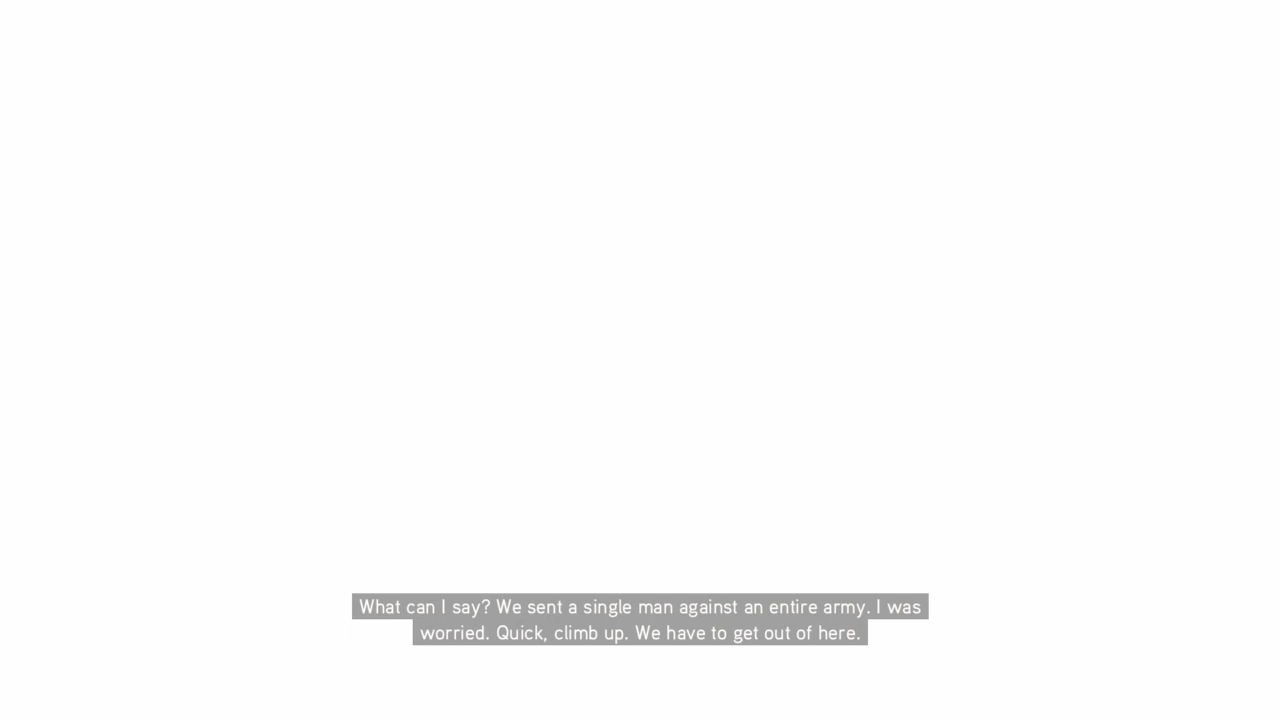 What can I say? We sent a single man against an entire army. I was
worried. Quick, climb up. We have to get out of here.